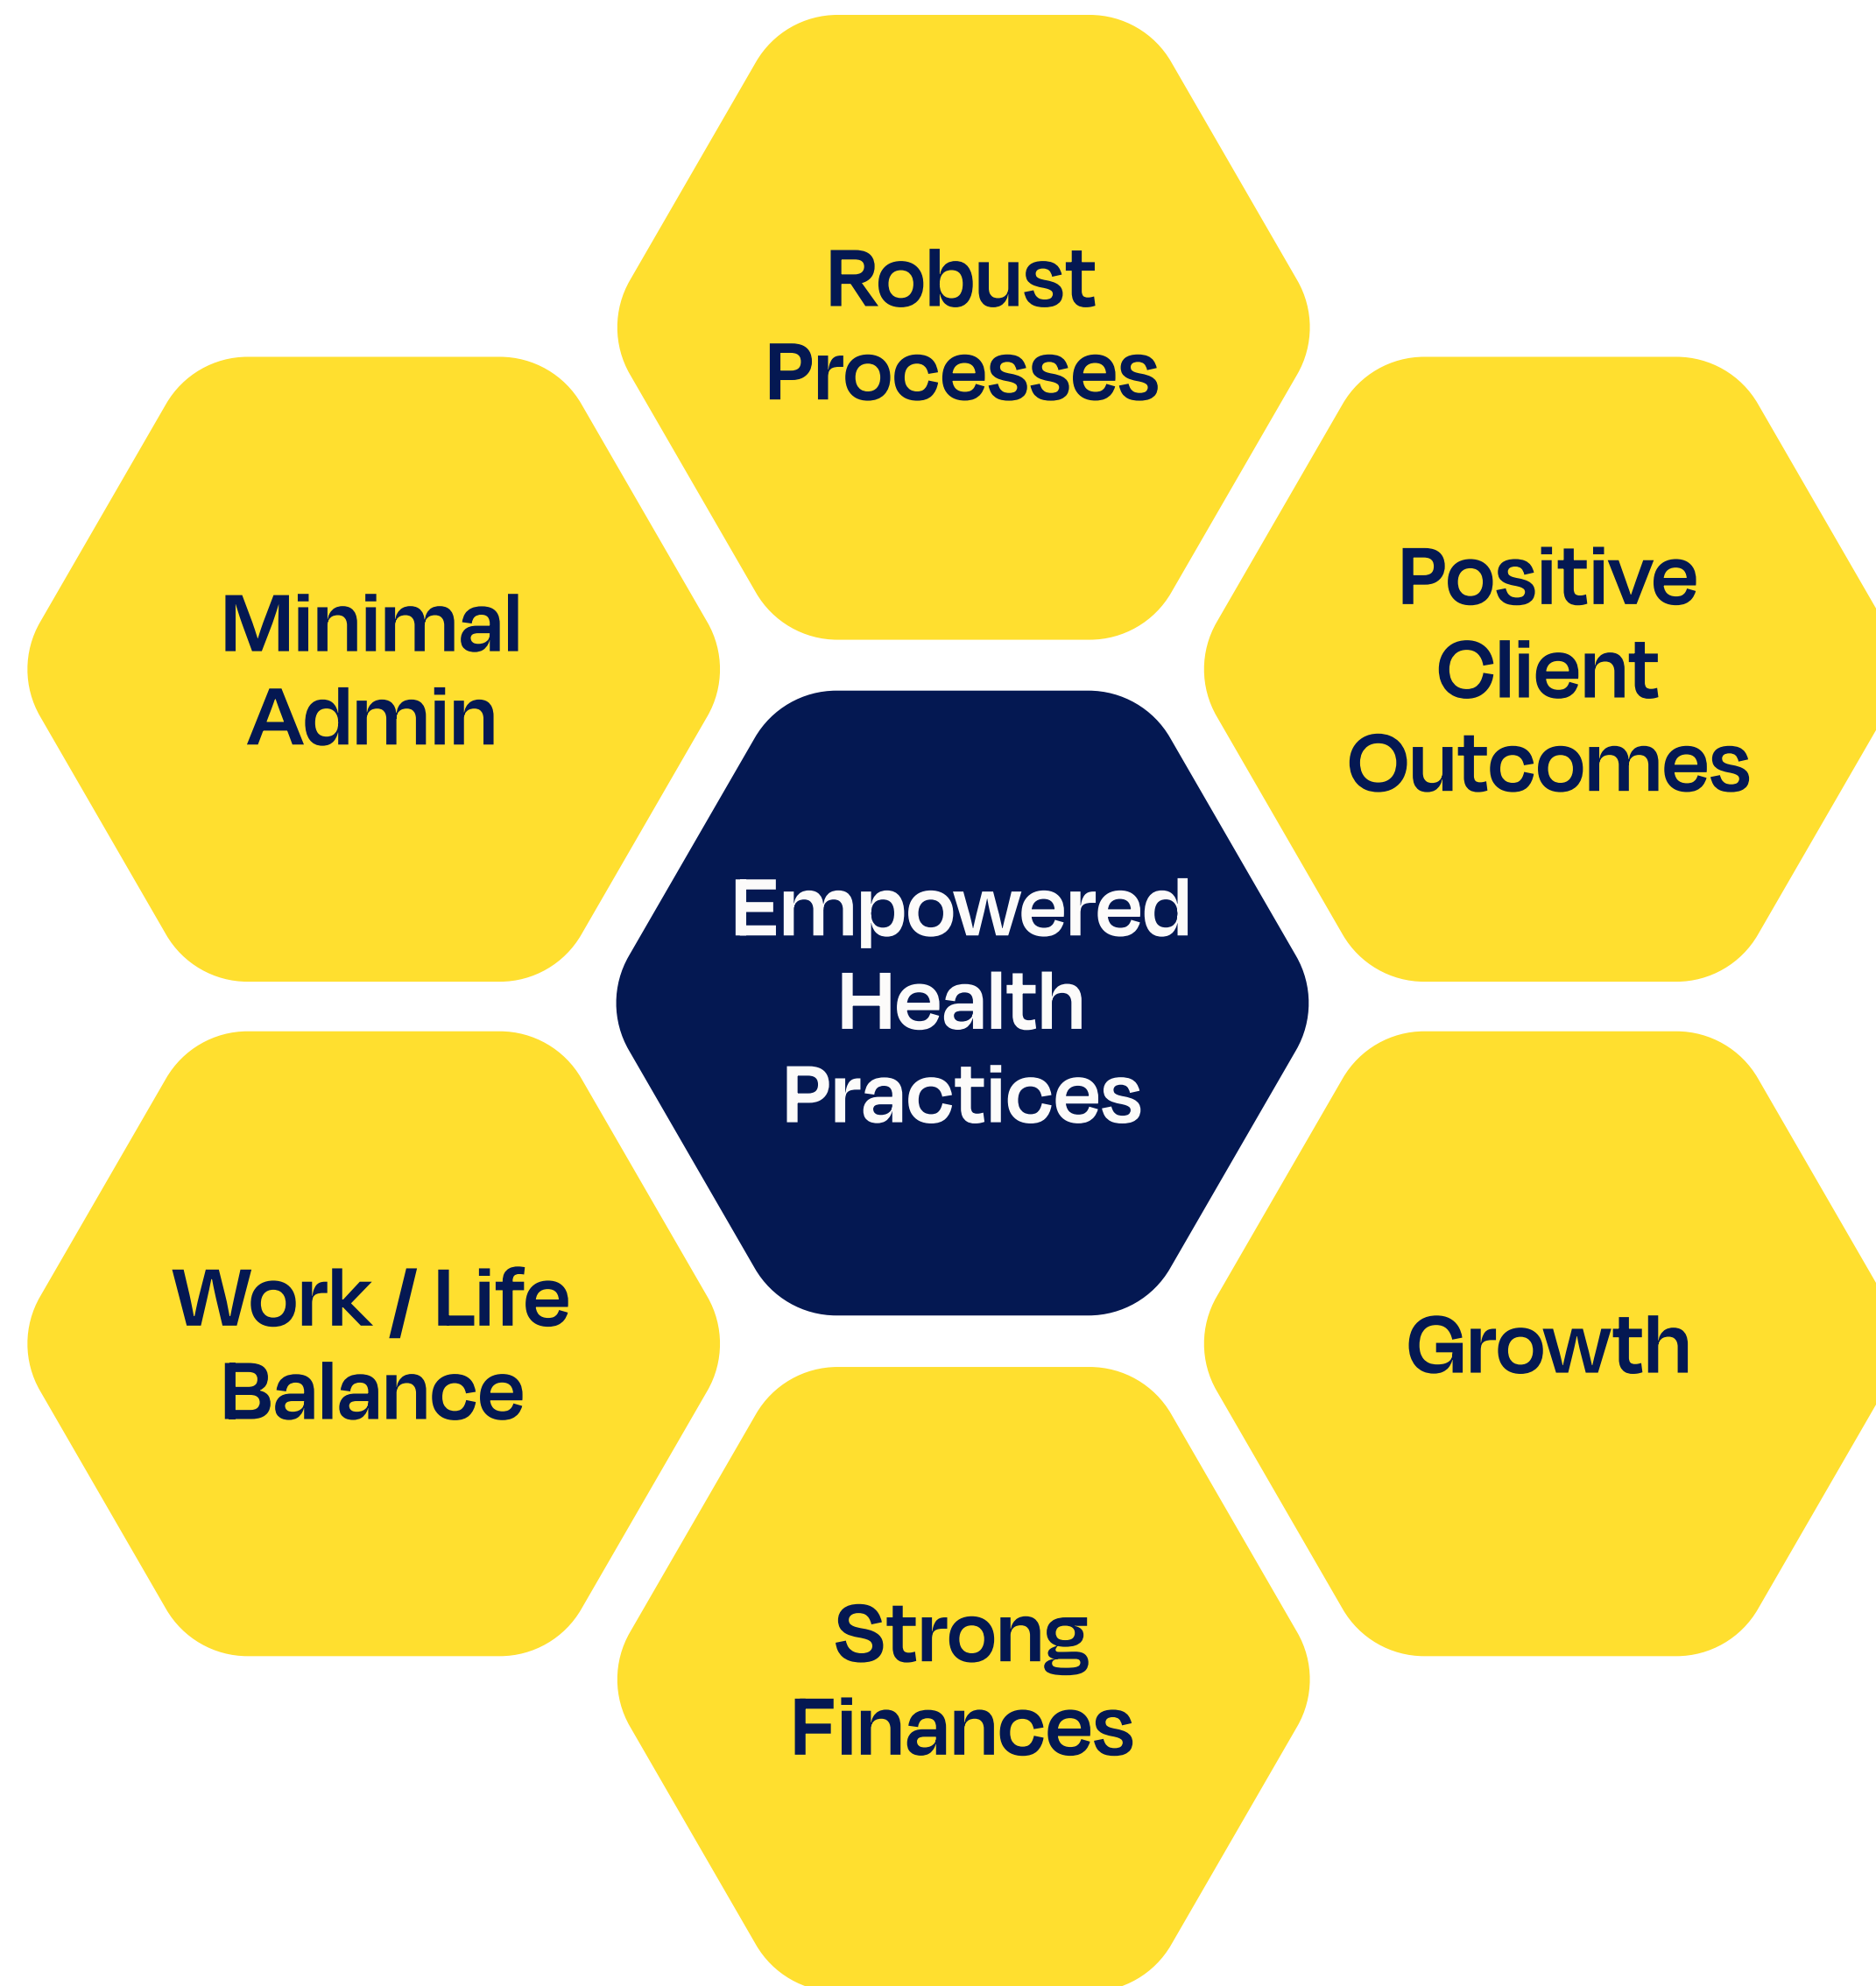 Robust
Processes
Minimal
Admin
Positive
Client
Outcomes
Empowered
Health
Practices
Work / Life
Balance
Growth
Strong
Finances